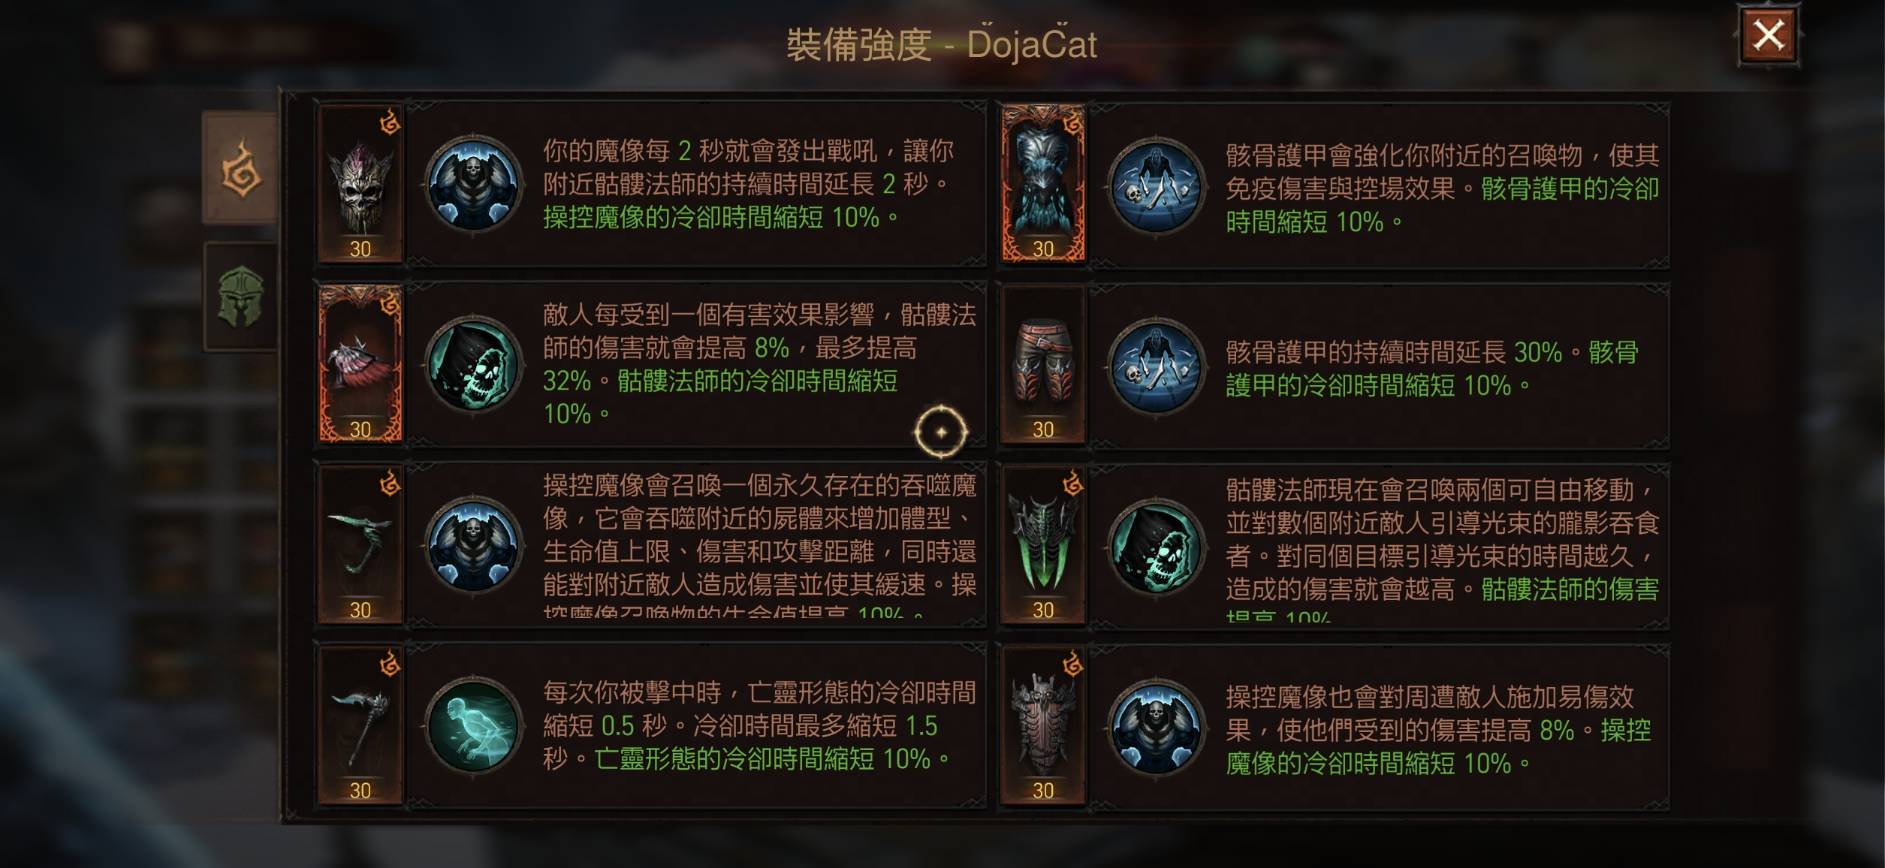 裝備強度 - D̈ojaC̈at
你的魔像每 2 秒就會發出戰吼，讓你
附近骷髏法師的持續時間延長 2 秒。
操控魔像的冷卻時間縮短 10%。
30
骸骨護甲會強化你附近的召喚物，使其
免疫傷害與控場效果。骸骨護甲的冷卻
時間縮短 10%。
30
敵人每受到一個有害效果影響，骷髏法
師的傷害就會提高 8%，最多提高
32%。骷髏法師的冷卻時間縮短
10%。
30
骸骨護甲的持續時間延長 30%。骸骨
護甲的冷卻時間縮短 10%。
30
操控魔像會召喚一個永久存在的吞噬魔
像，它會吞噬附近的屍體來增加體型、
生命值上限、傷害和攻擊距離，同時還
能對附近敵人造成傷害並使其緩速。操
控魔像召喚物的生命值提高 10%。
30
骷髏法師現在會召喚兩個可自由移動，
並對數個附近敵人引導光束的朧影吞食
者。對同個目標引導光束的時間越久，
造成的傷害就會越高。骷髏法師的傷害
提高 10%
30
每次你被擊中時，亡靈形態的冷卻時間
縮短 0.5 秒。冷卻時間最多縮短 1.5
秒。亡靈形態的冷卻時間縮短 10%。
30
操控魔像也會對周遭敵人施加易傷效
果，使他們受到的傷害提高 8%。操控
魔像的冷卻時間縮短 10%。
30